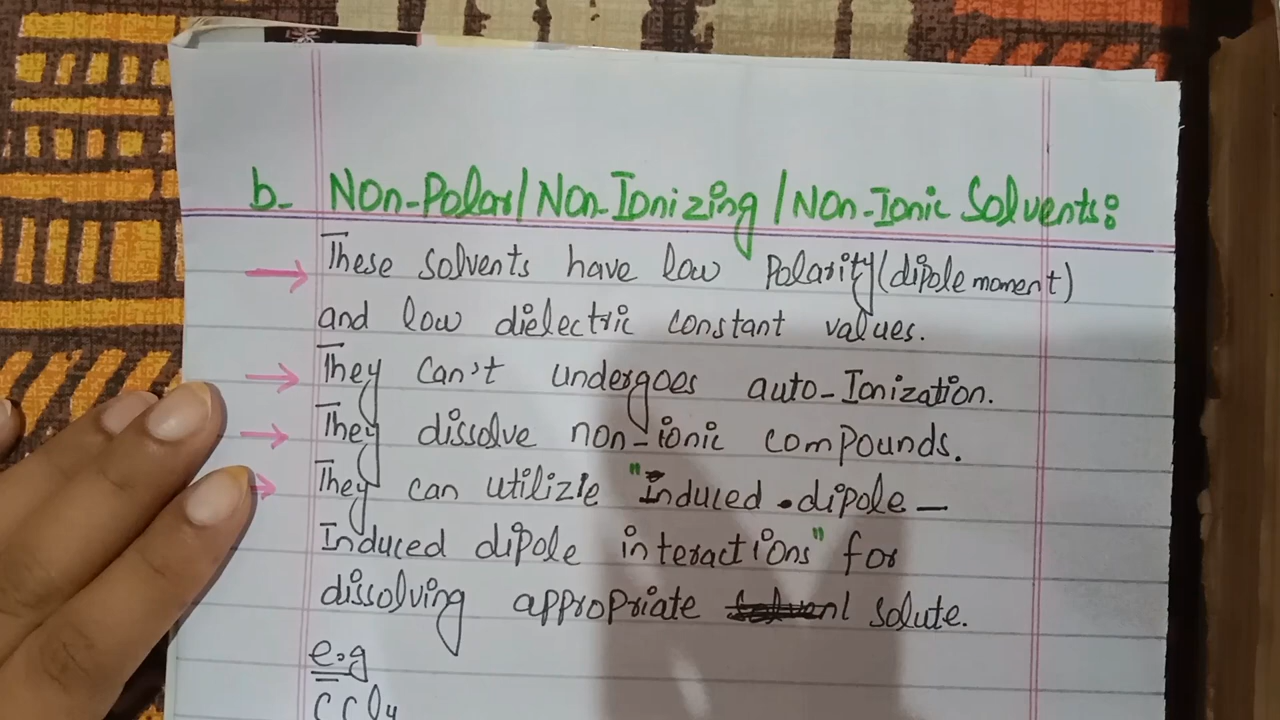 b- Non-Polar/Non-Ionizing/Non-Ionic Solvents:
These solvents have low Polarity(dipole moment)
and low dielectric constant values.
They can't undergoes auto-Ionization.
They dissolve non-ionic compounds.
They can utilizie "Induced-dipole-
Induced dipole interactions" for
dissolving appropriate solute.
e.g
CCl4